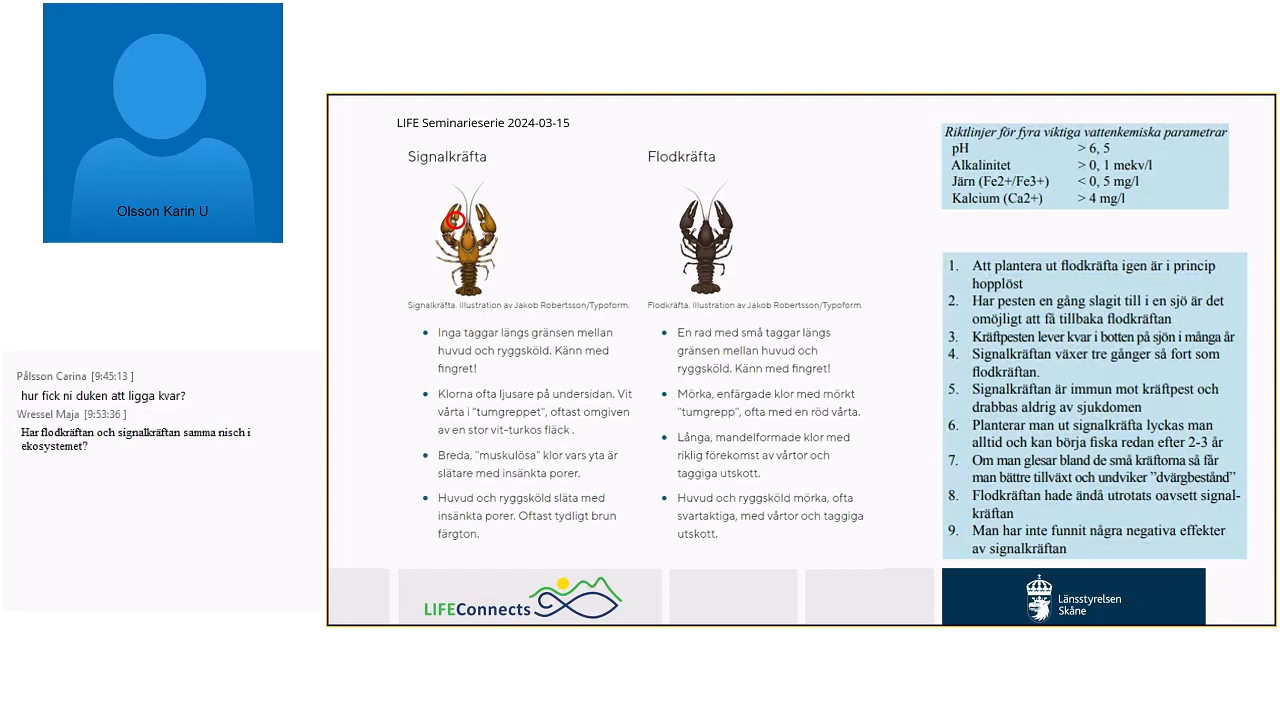 Olsson Karin U
Pålsson Carina [9:45:13 ]
hur fick ni duken att ligga kvar?
Wressel Maja [9:53:36 ]
Har flodkräftan och signalkräftan samma nisch i
ekosystemet?
LIFE Seminarieserie 2024-03-15
Signalkräfta
Signalkräfta. Illustration av Jakob Robertsson/Typoform.
• Inga taggar längs gränsen mellan
huvud och ryggsköld. Känn med
fingret!
• Klorna ofta ljusare på undersidan. Vit
vårta i "tumgreppet", oftast omgiven
av en stor vit-turkos fläck .
• Breda, "muskulösa" klor vars yta är
slätare med insänkta porer.
• Huvud och ryggsköld släta med
insänkta porer. Oftast tydligt brun
färgton.
Flodkräfta
Flodkräfta. Illustration av Jakob Robertsson/Typoform.
• En rad med små taggar längs
gränsen mellan huvud och
ryggsköld. Känn med fingret!
• Mörka, enfärgade klor med mörkt
"tumgrepp", ofta med en röd vårta.
• Långa, mandelformade klor med
riklig förekomst av vårtor och
taggiga utskott.
• Huvud och ryggsköld mörka, ofta
svartaktiga, med vårtor och taggiga
utskott.
Riktlinjer för fyra viktiga vattenkemiska parametrar
pH > 6, 5
Alkalinitet > 0, 1 mekv/l
Järn (Fe2+/Fe3+) < 0, 5 mg/l
Kalcium (Ca2+) > 4 mg/l
1. Att plantera ut flodkräfta igen är i princip
hopplöst
2. Har pesten en gång slagit till i en sjö är det
omöjligt att få tillbaka flodkräftan
3. Kräftpesten lever kvar i botten på sjön i många år
4. Signalkräftan växer tre gånger så fort som
flodkräftan.
5. Signalkräftan är immun mot kräftpest och
drabbas aldrig av sjukdomen
6. Planterar man ut signalkräfta lyckas man
alltid och kan börja fiska redan efter 2-3 år
7. Om man glesar bland de små kräftorna så får
man bättre tillväxt och undviker ”dvärgbestånd”
8. Flodkräftan hade ändå utrotats oavsett signal-
kräftan
9. Man har inte funnit några negativa effekter
av signalkräftan
LIFEConnects
Länsstyrelsen
Skåne